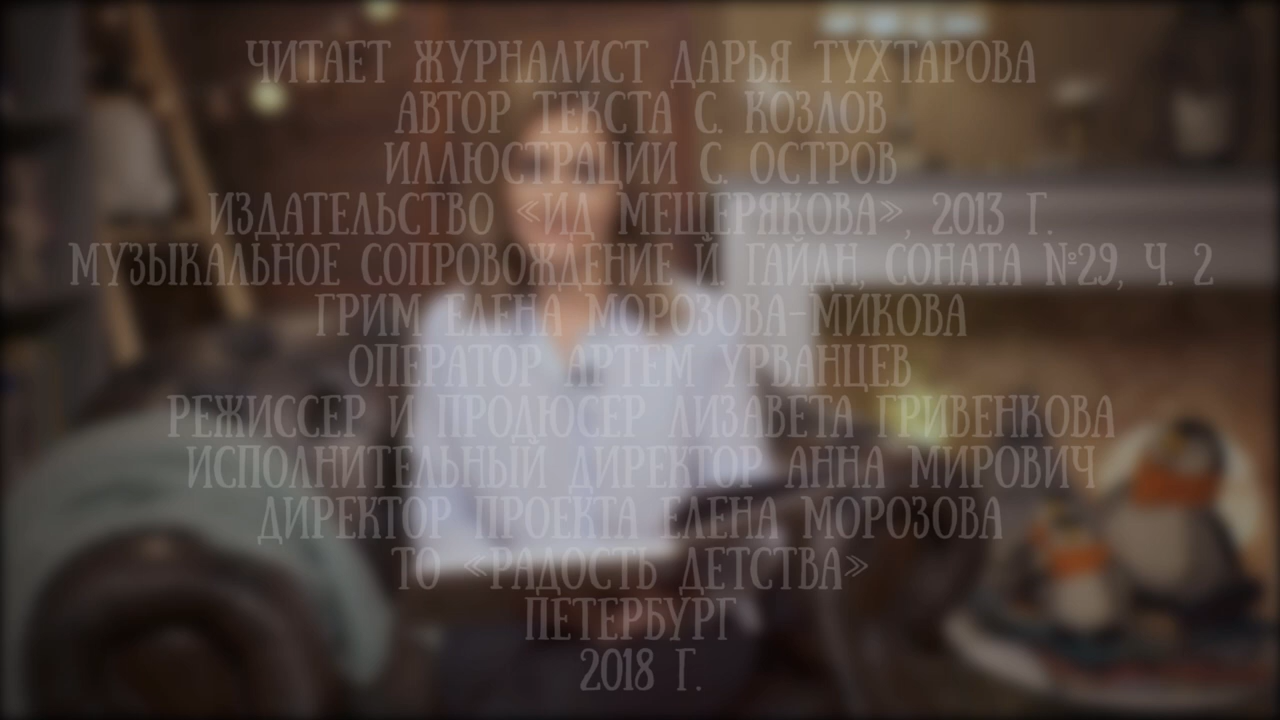 ЧИТАЕТ ЖУРНАЛИСТ ДАРЬЯ ТУХТАРОВА
АВТОР ТЕКСТА С. КОЗЛОВ
ИЛЛЮСТРАЦИИ С. ОСТРОВ
ИЗДАТЕЛЬСТВО «ИД МЕЩЕРЯКОВА», 2013 Г.
МУЗЫКАЛЬНОЕ СОПРОВОЖДЕНИЕ Й ГАЙДН, СОНАТА №29, Ч. 2
ГРИМ ЕЛЕНА МОРОЗОВА-МИКОВА
ОПЕРАТОР АРТЕМ УРВАНЦЕВ
РЕЖИССЕР И ПРОДЮСЕР ЛИЗАВЕТА ГРИВЕНКОВА
ИСПОЛНИТЕЛЬНЫЙ ДИРЕКТОР АННА МИРОВИЧ
ДИРЕКТОР ПРОЕКТА ЕЛЕНА МОРОЗОВА
ТО «РАДОСТЬ ДЕТСТВА»
ПЕТЕРБУРГ
2018 Г.